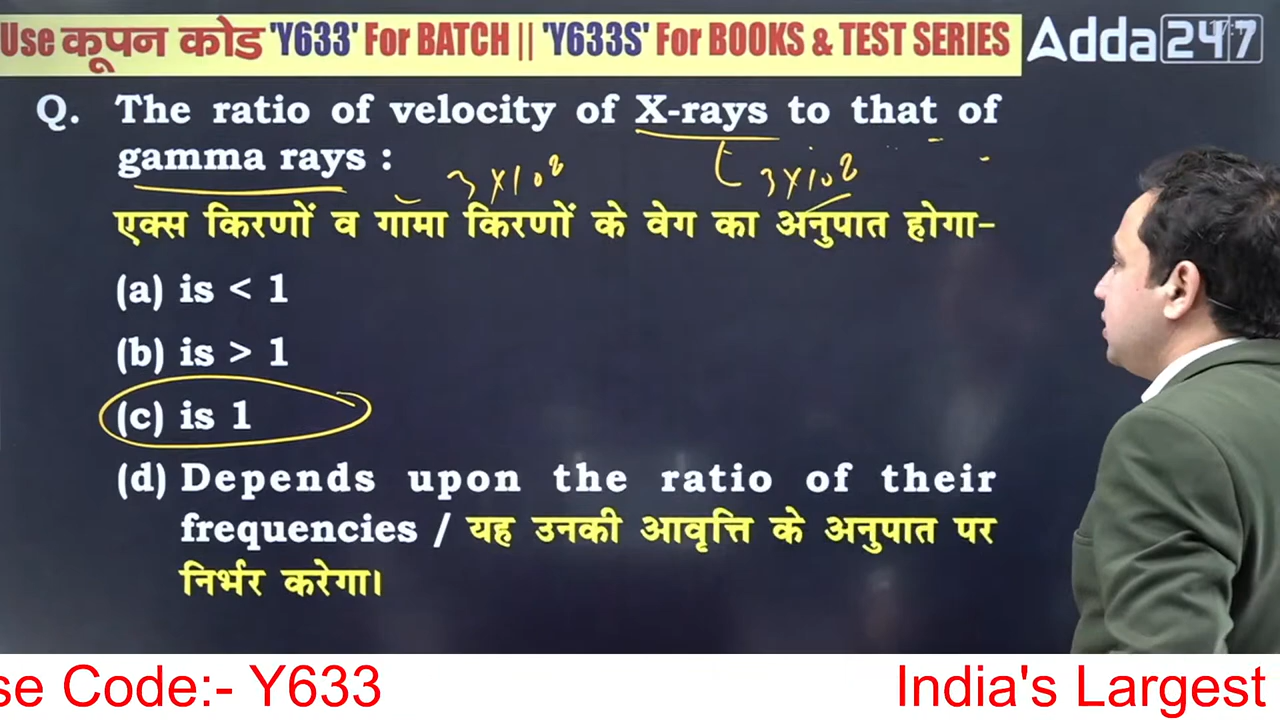 Use कूपन कोड 'Y633' For BATCH || 'Y633S' For BOOKS & TEST SERIES
Adda247
Q. The ratio of velocity of X-rays to that of
gamma rays :
3×10⁸ 3×10⁸
एक्स किरणों व गामा किरणों के वेग का अनुपात होगा-
(a) is < 1
(b) is > 1
(c) is 1
(d) Depends upon the ratio of their
frequencies / यह उनकी आवृत्ति के अनुपात पर
निर्भर करेगा।
se Code:- Y633 India's Largest